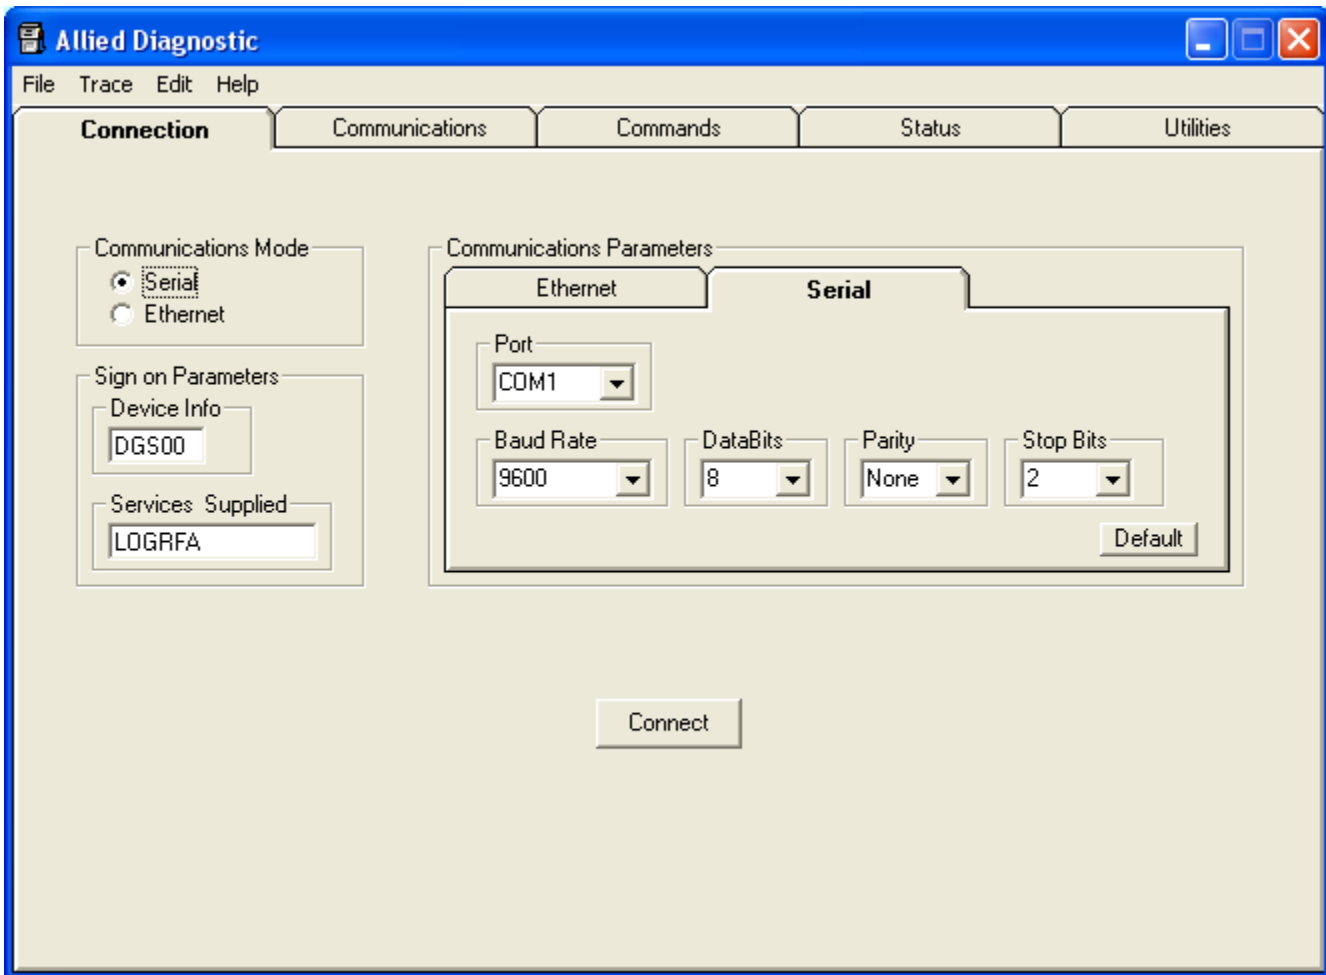 Allied Diagnostic
File Trace Edit Help
Connection Communications Commands Status Utilities
Communications Mode
Serial
Ethernet
Sign on Parameters
Device Info
DGS00
Services Supplied
LOGRFA
Communications Parameters
Ethernet Serial
Port
COM1
Baud Rate DataBits Parity Stop Bits
9600 8 None 2
Default
Connect